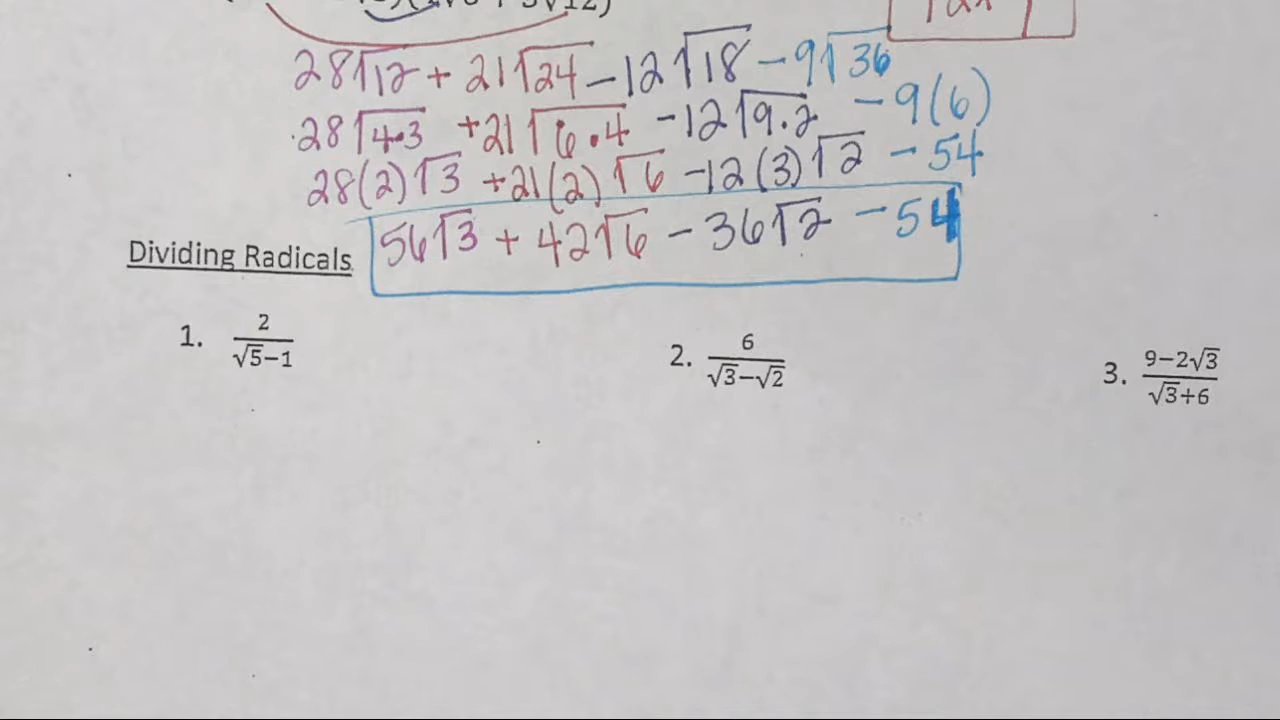 28√12 + 21√24 − 12√18 − 9√36
28√4·3 + 21√6·4 − 12√9·2 − 9(6)
28(2)√3 + 21(2)√6 − 12(3)√2 − 54
56√3 + 42√6 − 36√2 − 54
Dividing Radicals
1. 2/(√5−1)
2. 6/(√3−√2)
3. (9−2√3)/(√3+6)